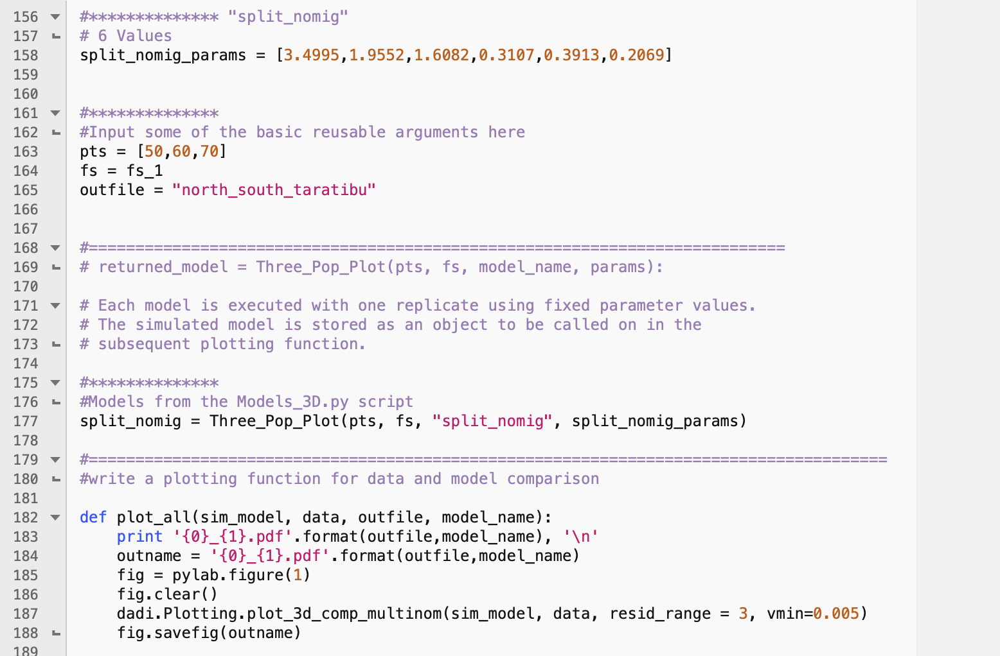 156 #************** "split_nomig"
157 # 6 Values
158 split_nomig_params = [3.4995,1.9552,1.6082,0.3107,0.3913,0.2069]
159
160
161 #**************
162 #Input some of the basic reusable arguments here
163 pts = [50,60,70]
164 fs = fs_1
165 outfile = "north_south_taratibu"
166
167
168 #===========================================================================
169 # returned_model = Three_Pop_Plot(pts, fs, model_name, params):
170
171 # Each model is executed with one replicate using fixed parameter values.
172 # The simulated model is stored as an object to be called on in the
173 # subsequent plotting function.
174
175 #**************
176 #Models from the Models_3D.py script
177 split_nomig = Three_Pop_Plot(pts, fs, "split_nomig", split_nomig_params)
178
179 #======================================================================================
180 #write a plotting function for data and model comparison
181
182 def plot_all(sim_model, data, outfile, model_name):
183     print '{0}_{1}.pdf'.format(outfile,model_name), '\n'
184     outname = '{0}_{1}.pdf'.format(outfile,model_name)
185     fig = pylab.figure(1)
186     fig.clear()
187     dadi.Plotting.plot_3d_comp_multinom(sim_model, data, resid_range = 3, vmin=0.005)
188     fig.savefig(outname)
189